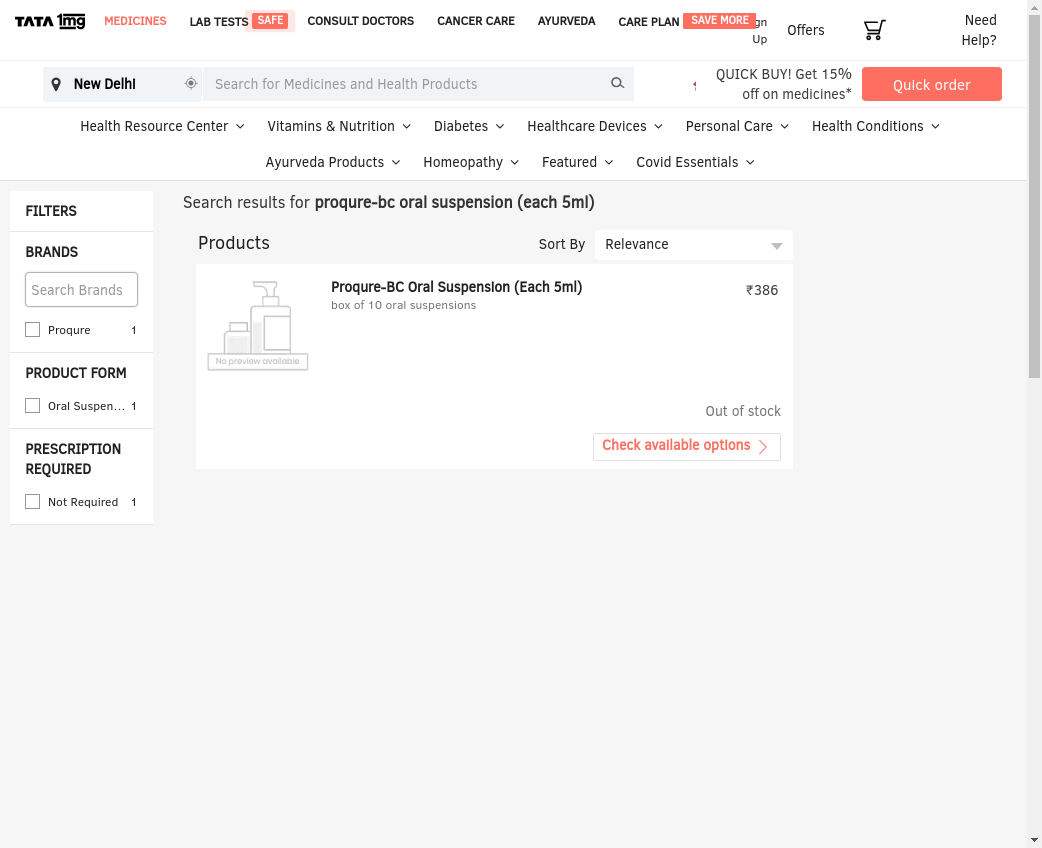 TATA 1mg MEDICINES LAB TESTS SAFE CONSULT DOCTORS CANCER CARE AYURVEDA CARE PLAN SAVE MORE
Up
Offers
Need
Help?
New Delhi
Search for Medicines and Health Products
QUICK BUY! Get 15%
off on medicines*
Quick order
Health Resource Center Vitamins & Nutrition Diabetes Healthcare Devices Personal Care Health Conditions
Ayurveda Products Homeopathy Featured Covid Essentials
FILTERS
BRANDS
Search Brands
Proqure 1
PRODUCT FORM
Oral Suspen... 1
PRESCRIPTION
REQUIRED
Not Required 1
Search results for proqure-bc oral suspension (each 5ml)
Products
Sort By Relevance
No preview available
Proqure-BC Oral Suspension (Each 5ml)
box of 10 oral suspensions
₹386
Out of stock
Check available options